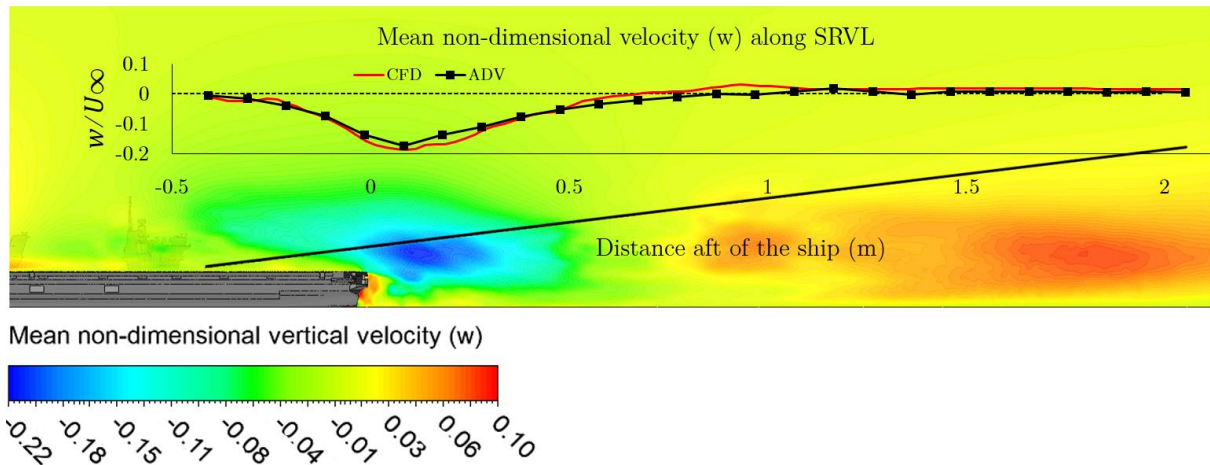 Mean non-dimensional velocity (w) along SRVL
CFD ADV
w/U∞
0.1
0
-0.1
-0.2
-0.5 0 0.5 1 1.5 2
Distance aft of the ship (m)
Mean non-dimensional vertical velocity (w)
-0.22 -0.18 -0.15 -0.11 -0.08 -0.04 -0.01 0.03 0.06 0.10